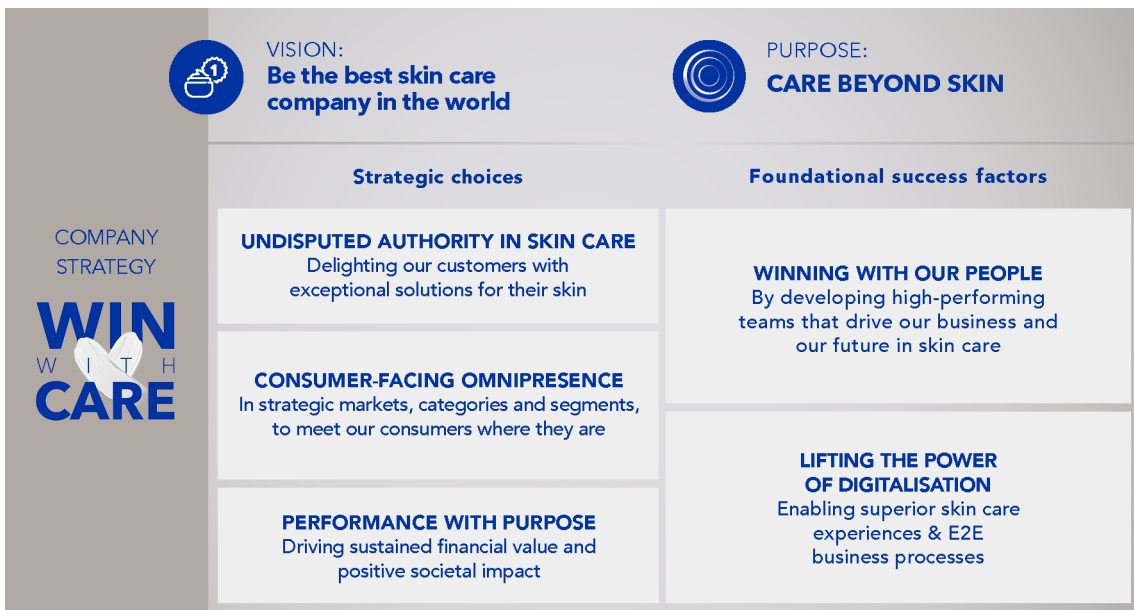 VISION:
Be the best skin care
company in the world
PURPOSE:
CARE BEYOND SKIN
COMPANY
STRATEGY
WIN
WITH
CARE
Strategic choices
UNDISPUTED AUTHORITY IN SKIN CARE
Delighting our customers with
exceptional solutions for their skin
CONSUMER-FACING OMNIPRESENCE
In strategic markets, categories and segments,
to meet our consumers where they are
PERFORMANCE WITH PURPOSE
Driving sustained financial value and
positive societal impact
Foundational success factors
WINNING WITH OUR PEOPLE
By developing high-performing
teams that drive our business and
our future in skin care
LIFTING THE POWER
OF DIGITALISATION
Enabling superior skin care
experiences & E2E
business processes
1